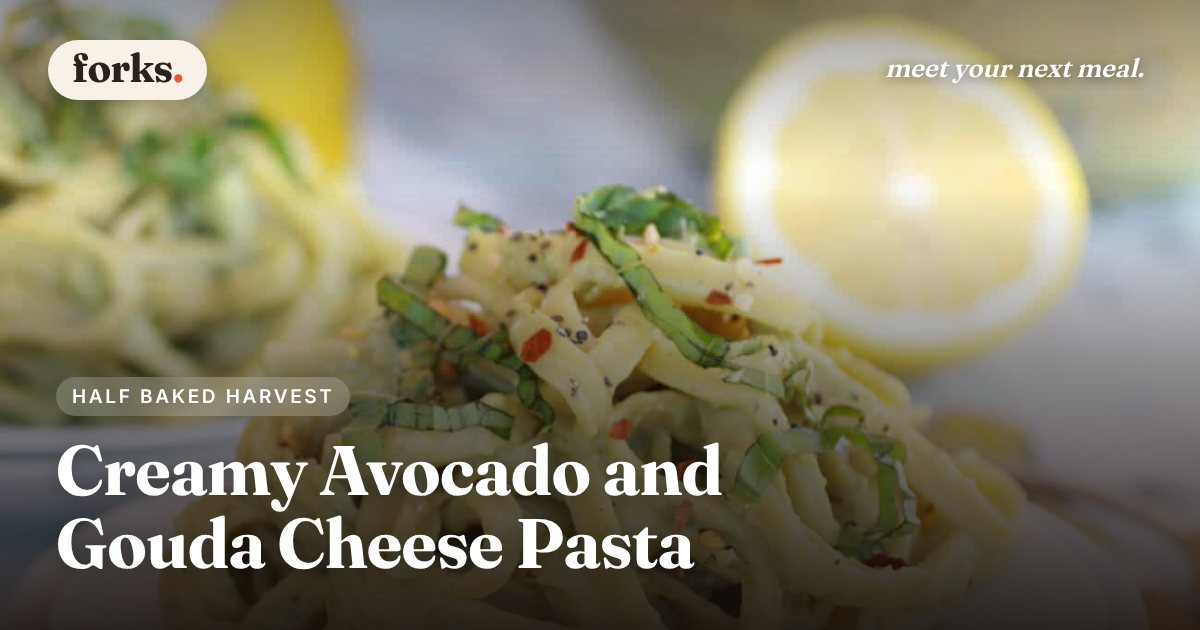 forks.
meet your next meal.
HALF BAKED HARVEST
Creamy Avocado and
Gouda Cheese Pasta